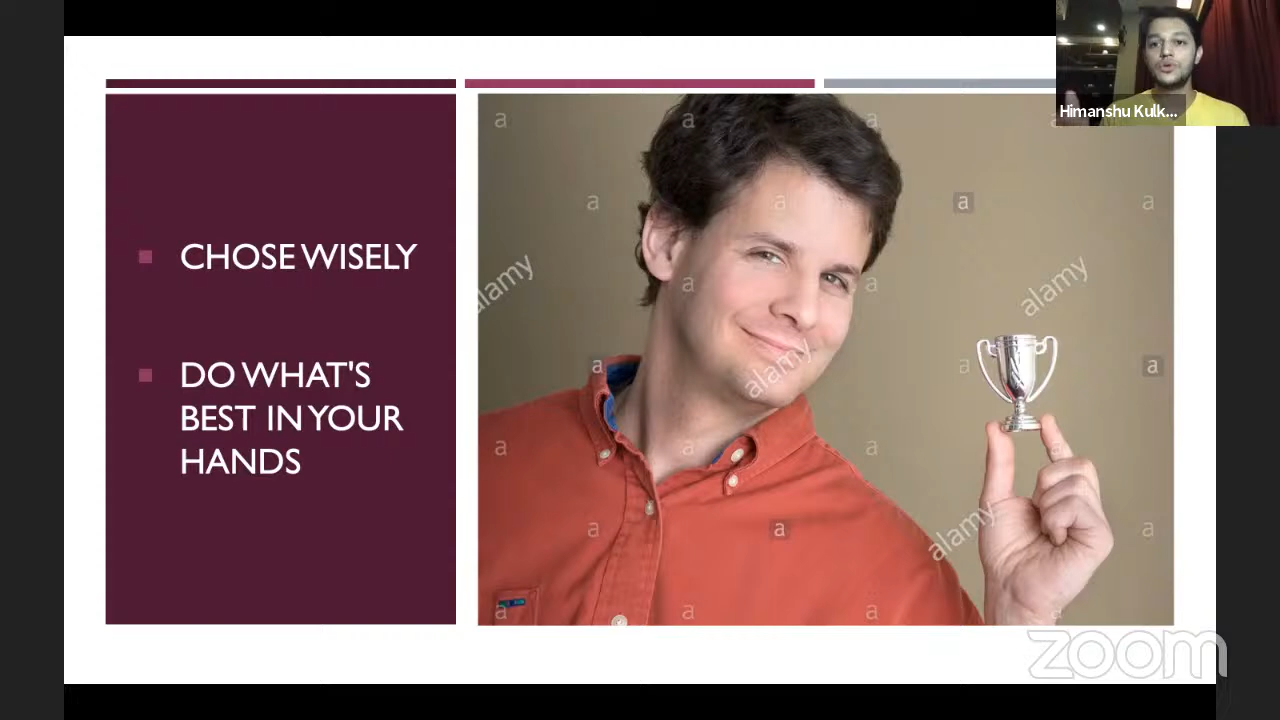 Himanshu Kulk...
CHOSE WISELY
DO WHAT'S
BEST IN YOUR
HANDS
a a a
a a a a
alamy alamy
a a
alamy
a a a
a a
alamy
a a a
a a a a
zoom